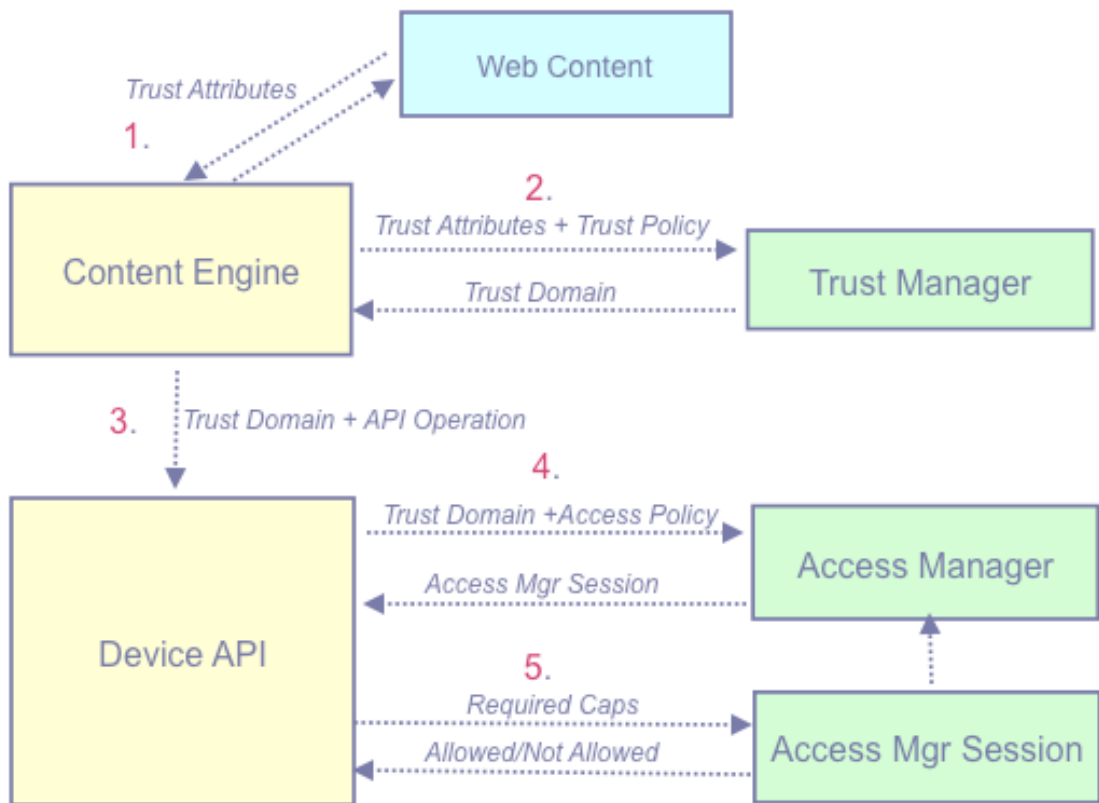 Web Content
Trust Attributes
1.
2.
Trust Attributes + Trust Policy
Content Engine
Trust Manager
Trust Domain
3.
Trust Domain + API Operation
4.
Trust Domain +Access Policy
Access Manager
Access Mgr Session
Device API
5.
Required Caps
Access Mgr Session
Allowed/Not Allowed